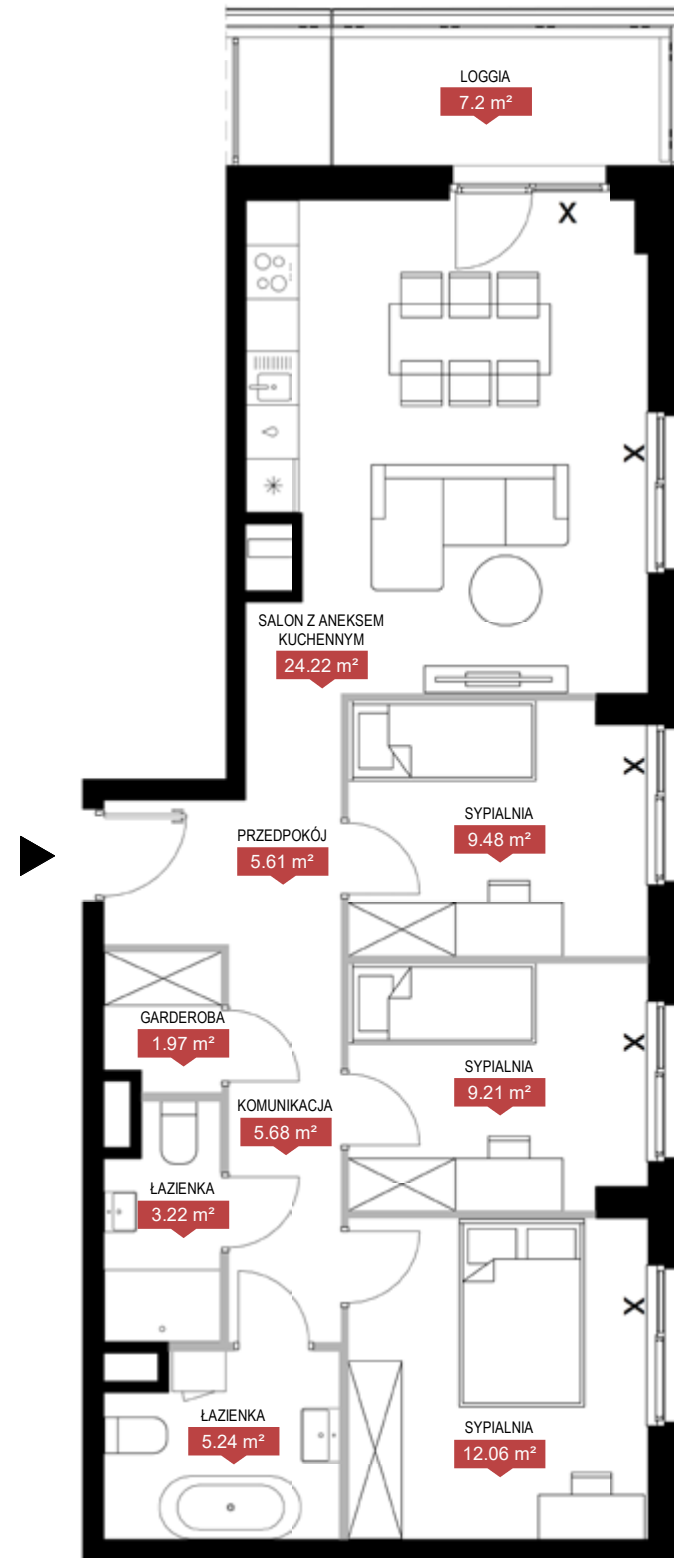 LOGGIA
7.2 m²
X
X
SALON Z ANEKSEM
KUCHENNYM
24.22 m²
X
SYPIALNIA
9.48 m²
PRZEDPOKÓJ
5.61 m²
GARDEROBA
1.97 m²
X
SYPIALNIA
9.21 m²
KOMUNIKACJA
5.68 m²
ŁAZIENKA
3.22 m²
X
ŁAZIENKA
5.24 m²
SYPIALNIA
12.06 m²